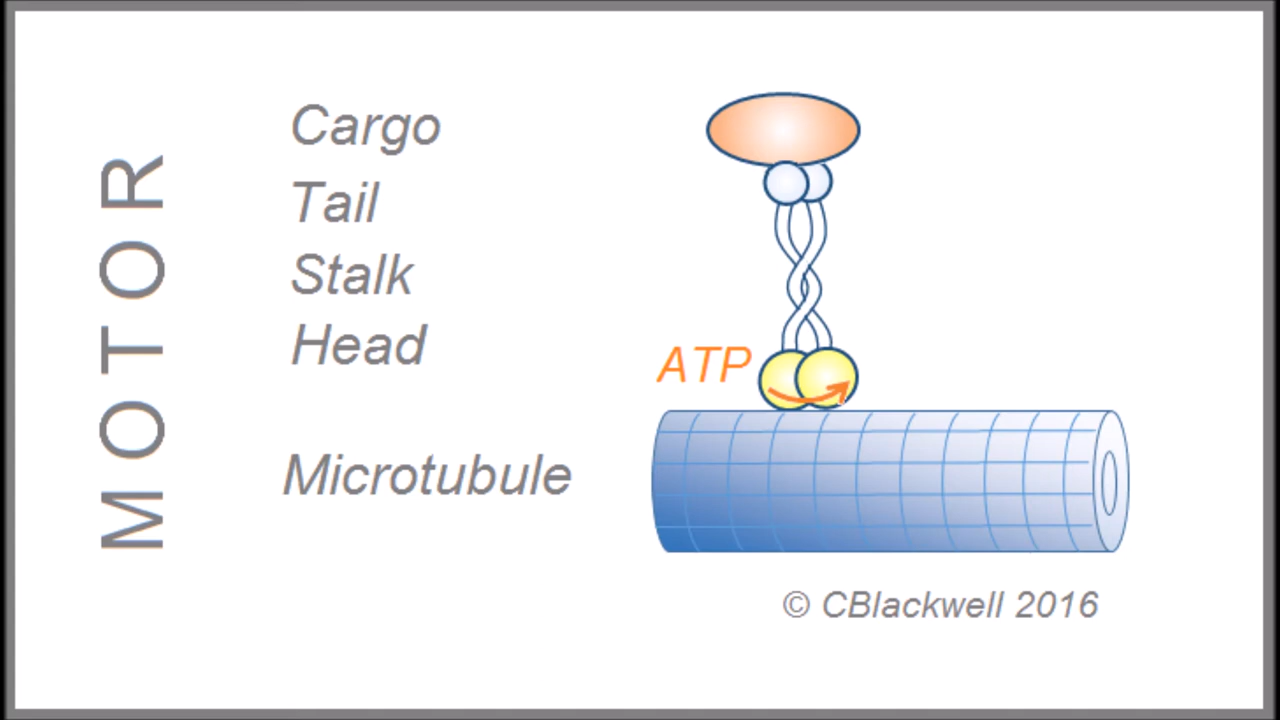 MOTOR
Cargo
Tail
Stalk
Head
ATP
Microtubule
© CBlackwell 2016